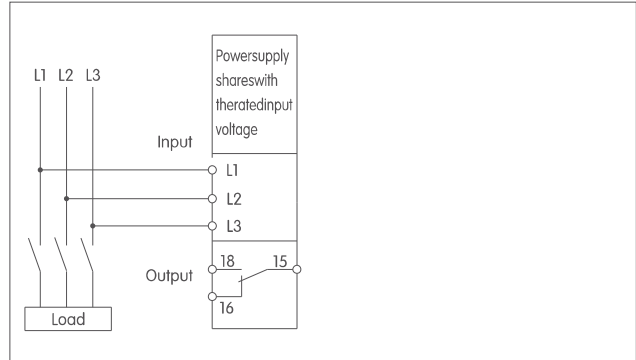 Powersupply
shareswith
theratedinput
voltage
L1 L2 L3
Input
L1
L2
L3
Output
18 15
16
Load